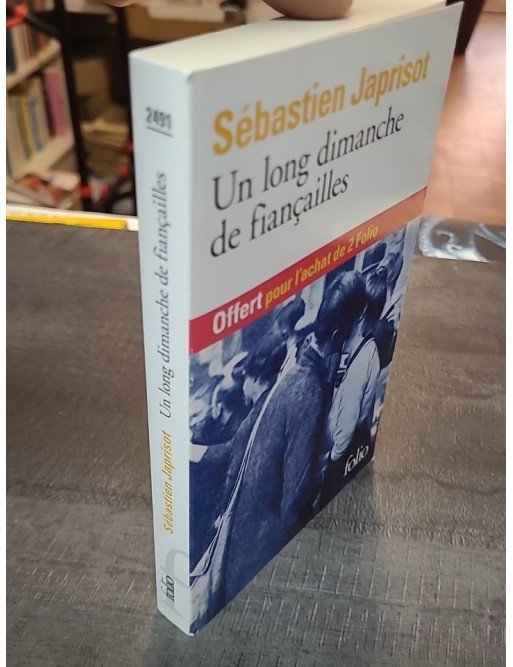 Sébastien Japrisot
Un long dimanche
de fiançailles
Offert pour l'achat de 2 Folio
folio
2491
Sébastien Japrisot Un long dimanche de fiançailles
folio